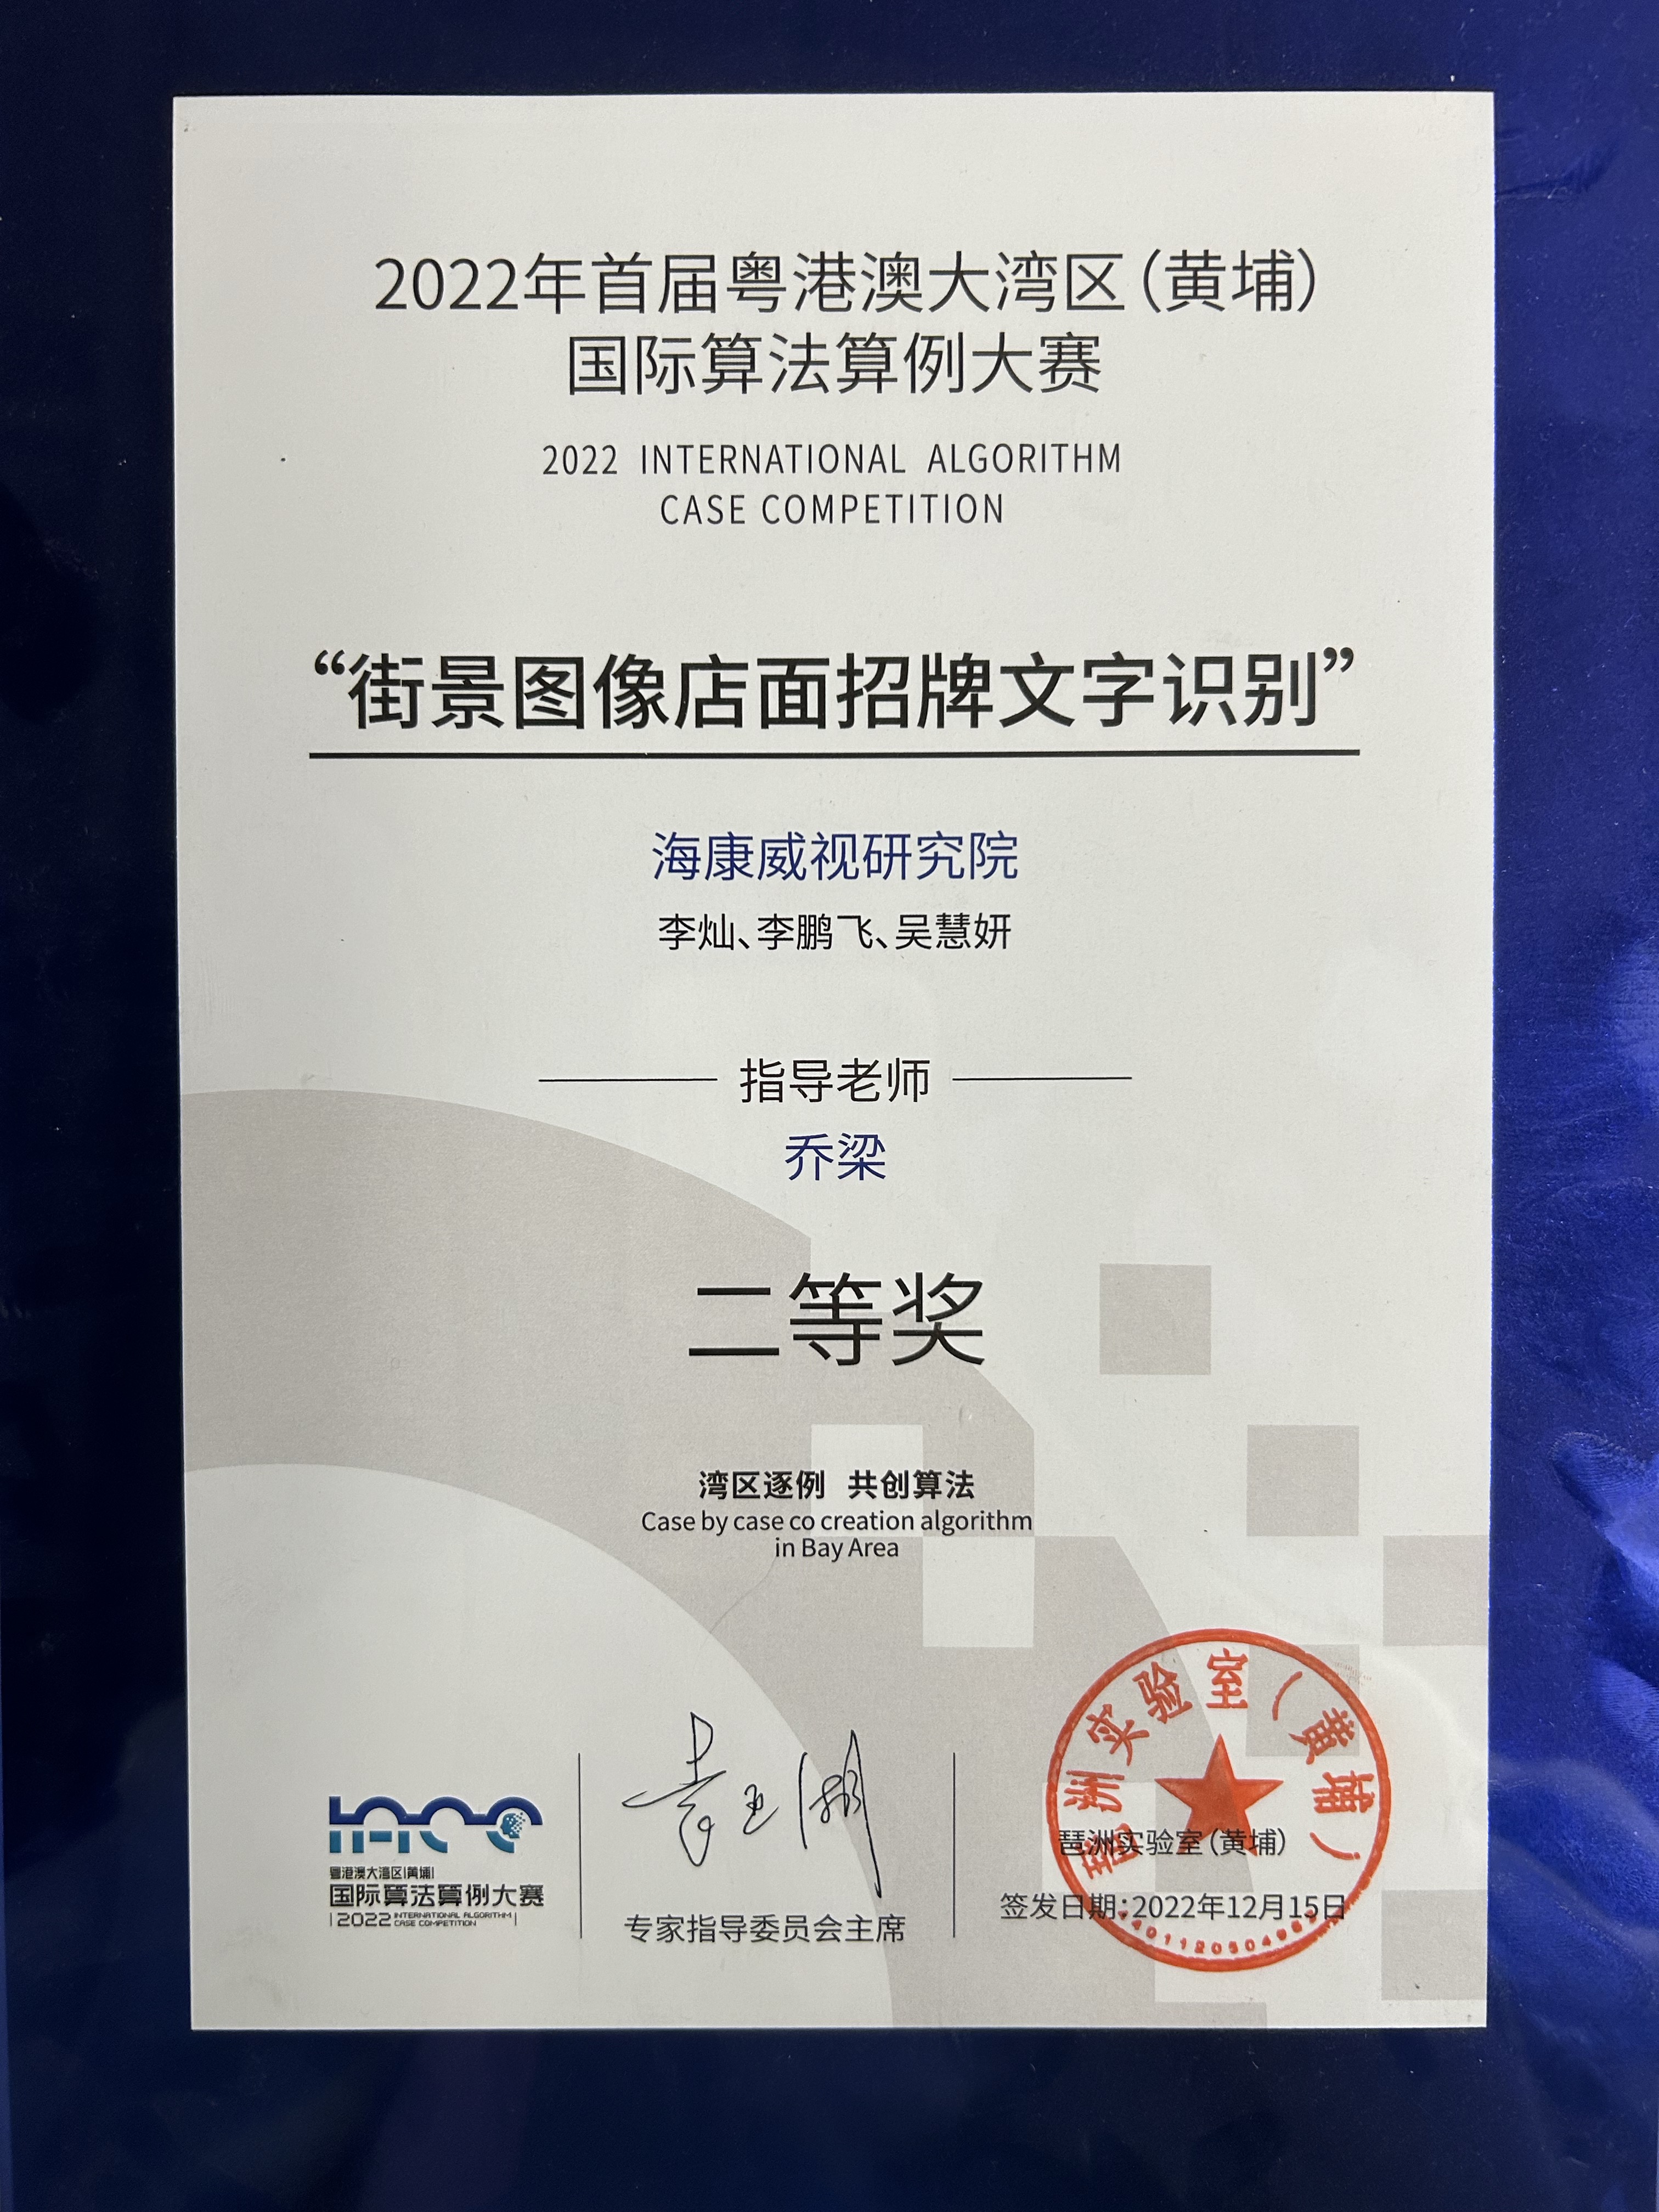 2022年首届粤港澳大湾区（黄埔）
国际算法算例大赛
2022 INTERNATIONAL ALGORITHM
CASE COMPETITION
“街景图像店面招牌文字识别”
海康威视研究院
李灿、李鹏飞、吴慧妍
指导老师
乔梁
二等奖
湾区逐例 共创算法
Case by case co creation algorithm
in Bay Area
粤港澳大湾区(黄埔)
国际算法算例大赛
2022 INTERNATIONAL ALGORITHM
CASE COMPETITION
专家指导委员会主席
琶洲实验室（黄埔）
琶洲实验室（黄埔）
签发日期：2022年12月15日